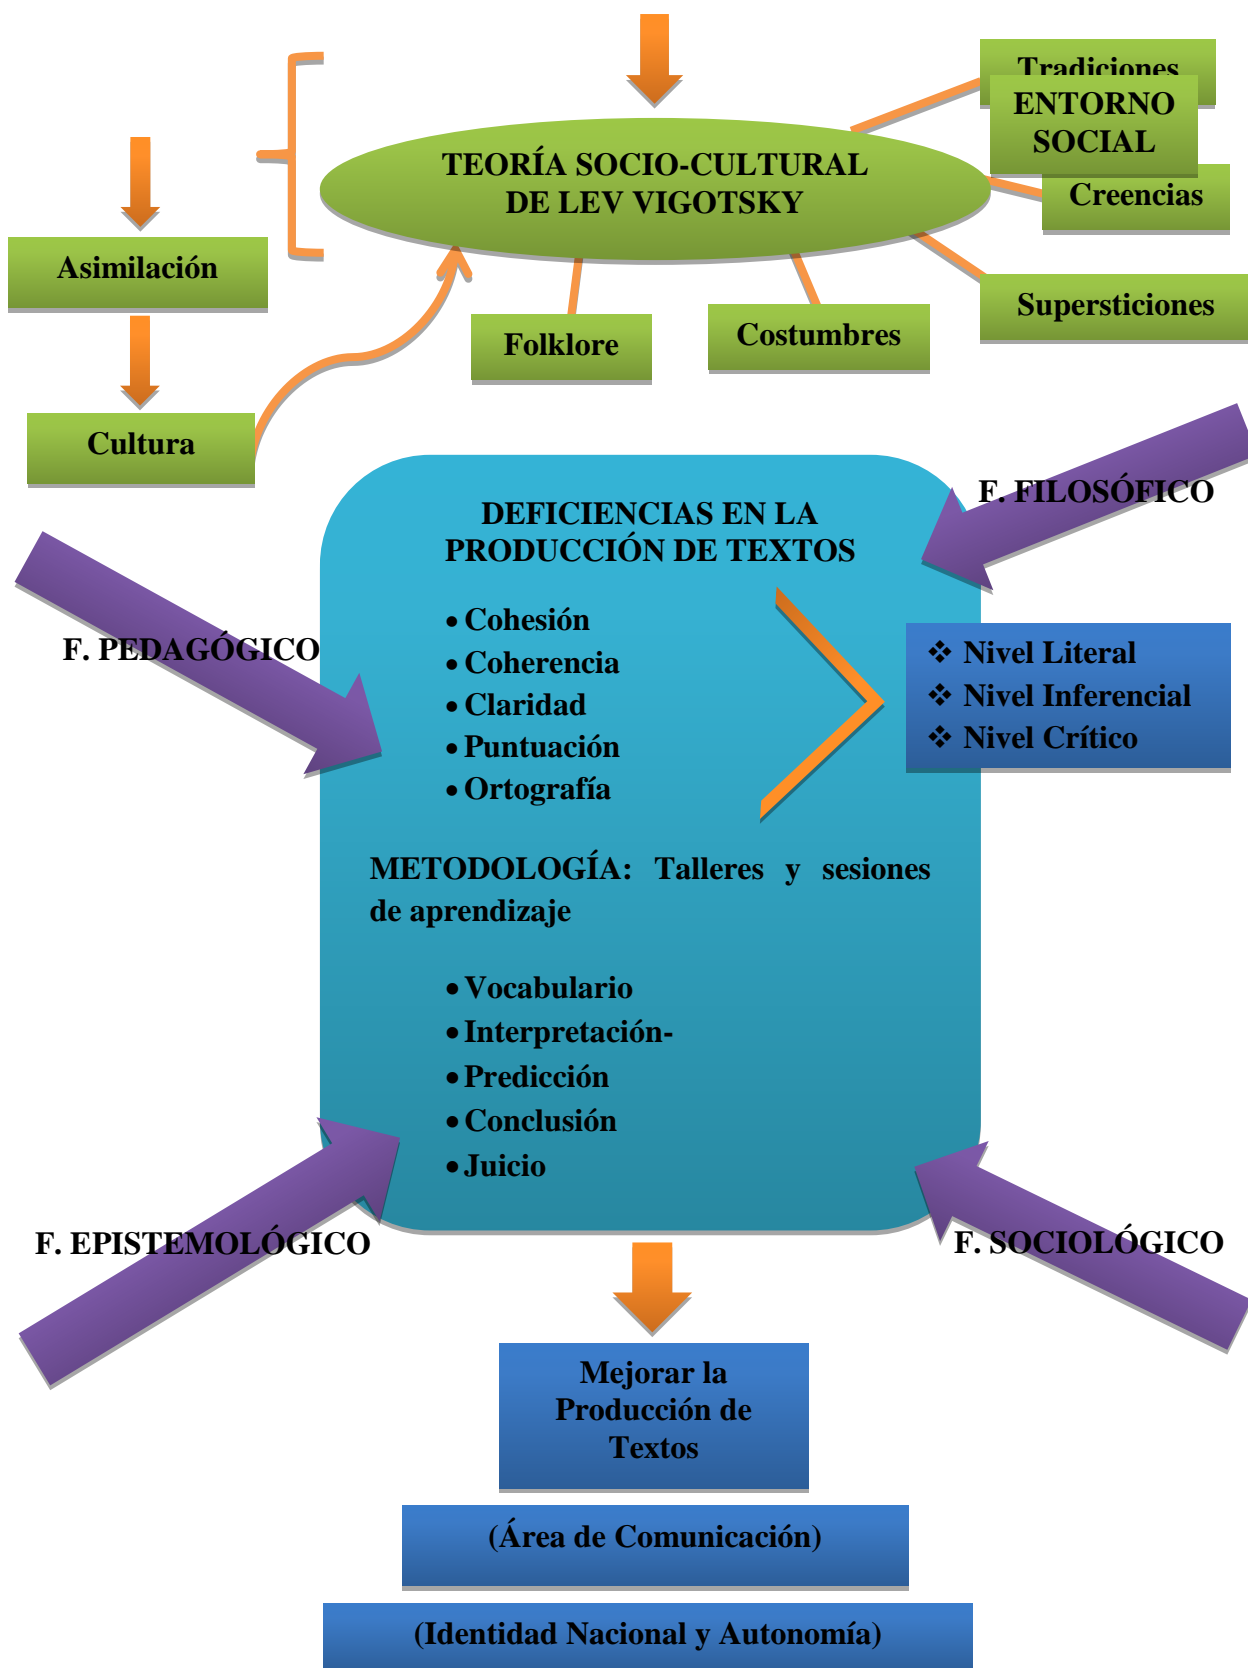 Tradiciones
ENTORNO
SOCIAL
TEORÍA SOCIO-CULTURAL
DE LEV VIGOTSKY
Creencias
Asimilación
Supersticiones
Folklore
Costumbres
Cultura
F. FILOSÓFICO
DEFICIENCIAS EN LA
PRODUCCIÓN DE TEXTOS
• Cohesión
• Coherencia
• Claridad
• Puntuación
• Ortografía
F. PEDAGÓGICO
❖ Nivel Literal
❖ Nivel Inferencial
❖ Nivel Crítico
METODOLOGÍA: Talleres y sesiones
de aprendizaje
• Vocabulario
• Interpretación-
• Predicción
• Conclusión
• Juicio
F. EPISTEMOLÓGICO
F. SOCIOLÓGICO
Mejorar la
Producción de
Textos
(Área de Comunicación)
(Identidad Nacional y Autonomía)